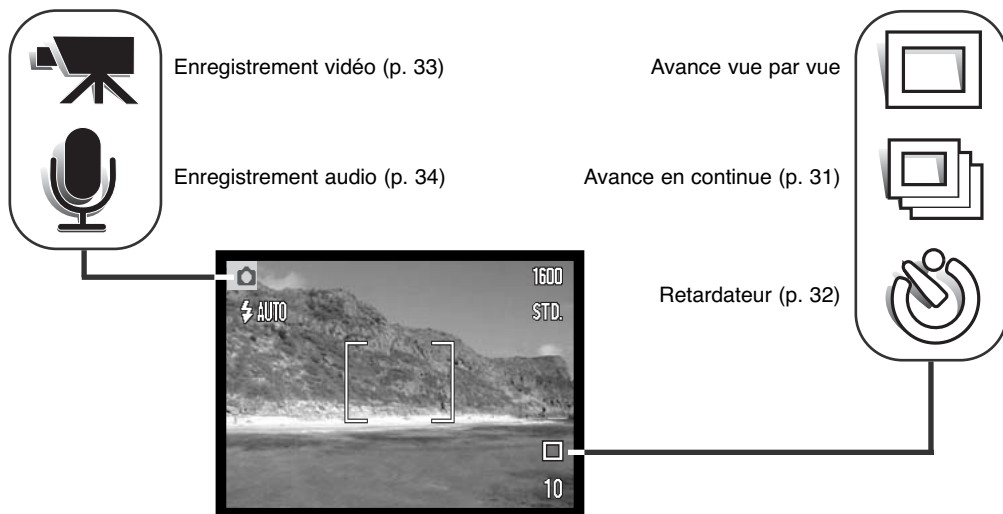 Enregistrement vidéo (p. 33)
Avance vue par vue
Enregistrement audio (p. 34)
Avance en continue (p. 31)
Retardateur (p. 32)
1600
AUTO
STD.
10